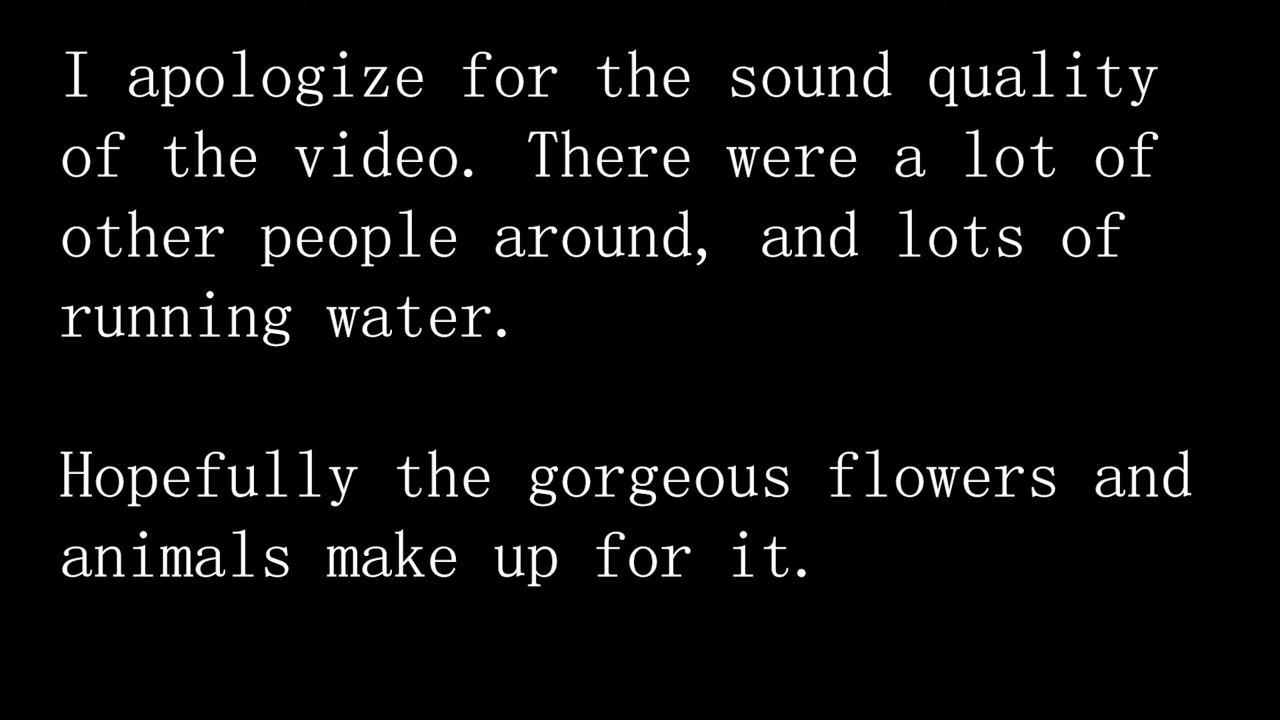 I apologize for the sound quality
of the video. There were a lot of
other people around, and lots of
running water.
Hopefully the gorgeous flowers and
animals make up for it.